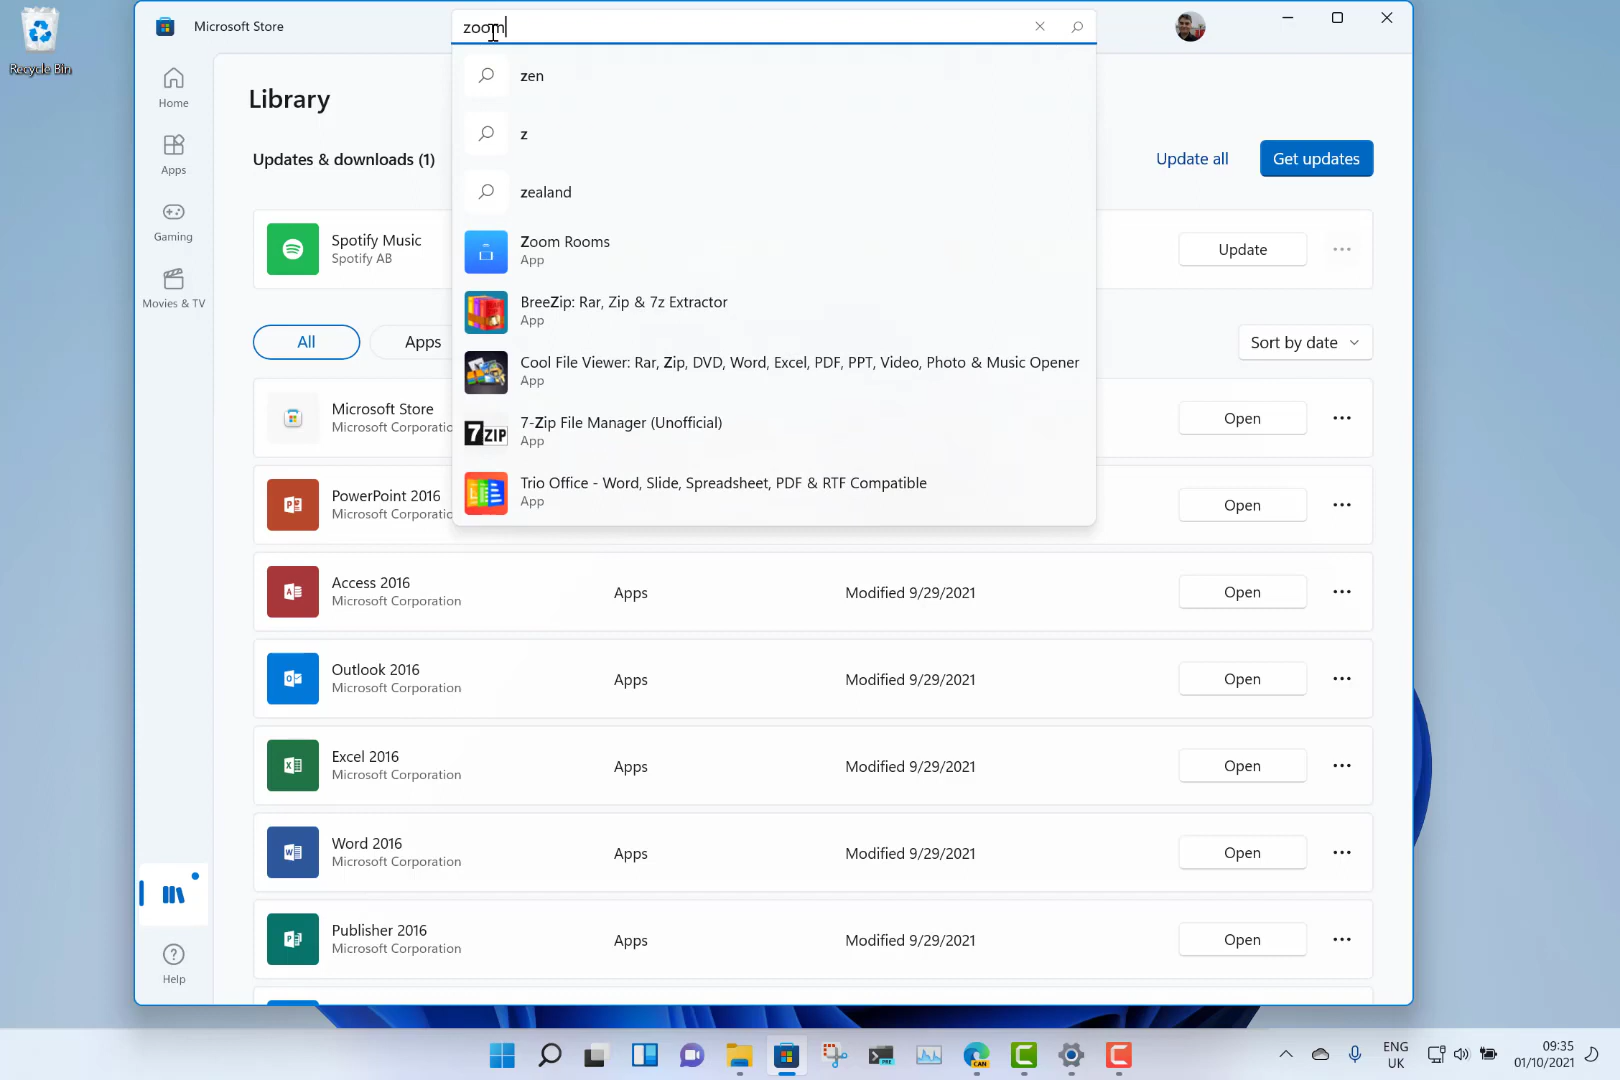 Recycle Bin
Microsoft Store
zoom
Home
Apps
Gaming
Movies & TV
Help
Library
Updates & downloads (1)
Update all
Get updates
zen
z
zealand
Zoom Rooms
App
BreeZip: Rar, Zip & 7z Extractor
App
Cool File Viewer: Rar, Zip, DVD, Word, Excel, PDF, PPT, Video, Photo & Music Opener
App
7-Zip File Manager (Unofficial)
App
7ZIP
Trio Office - Word, Slide, Spreadsheet, PDF & RTF Compatible
App
Spotify Music
Spotify AB
Update
All
Apps
Sort by date
Microsoft Store
Microsoft Corporatio
Open
PowerPoint 2016
Microsoft Corporatio
Open
Access 2016
Microsoft Corporation
Apps
Modified 9/29/2021
Open
Outlook 2016
Microsoft Corporation
Apps
Modified 9/29/2021
Open
Excel 2016
Microsoft Corporation
Apps
Modified 9/29/2021
Open
Word 2016
Microsoft Corporation
Apps
Modified 9/29/2021
Open
Publisher 2016
Microsoft Corporation
Apps
Modified 9/29/2021
Open
PRE
CAN
ENG
UK
09:35
01/10/2021